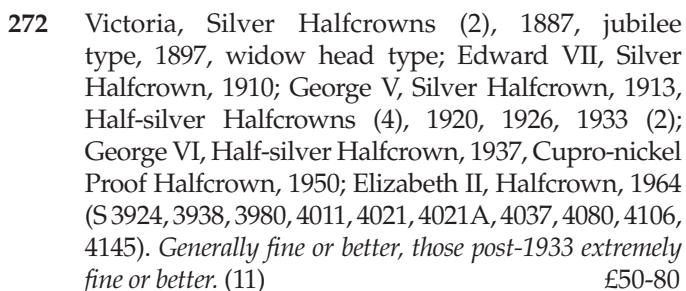 272 Victoria, Silver Halfcrowns (2), 1887, jubilee
type, 1897, widow head type; Edward VII, Silver
Halfcrown, 1910; George V, Silver Halfcrown, 1913,
Half-silver Halfcrowns (4), 1920, 1926, 1933 (2);
George VI, Half-silver Halfcrown, 1937, Cupro-nickel
Proof Halfcrown, 1950; Elizabeth II, Halfcrown, 1964
(S 3924, 3938, 3980, 4011, 4021, 4021A, 4037, 4080, 4106,
4145). Generally fine or better, those post-1933 extremely
fine or better. (11) £50-80